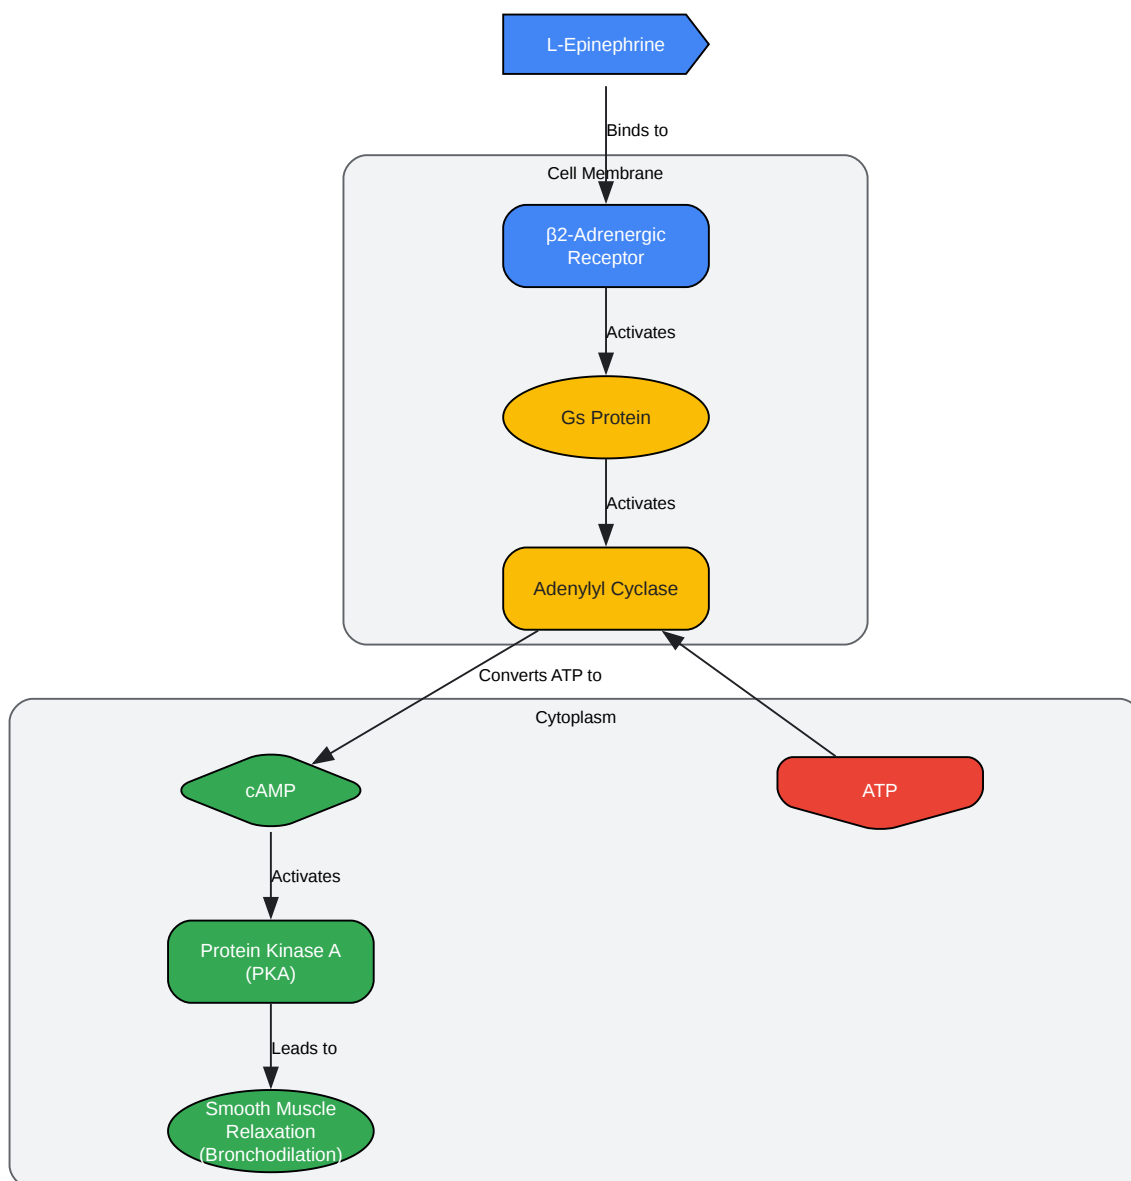 L-Epinephrine
Binds to
Cell Membrane
β2-Adrenergic
Receptor
Activates
Gs Protein
Activates
Adenylyl Cyclase
Converts ATP to
Cytoplasm
cAMP
ATP
Activates
Protein Kinase A
(PKA)
Leads to
Smooth Muscle
Relaxation
(Bronchodilation)